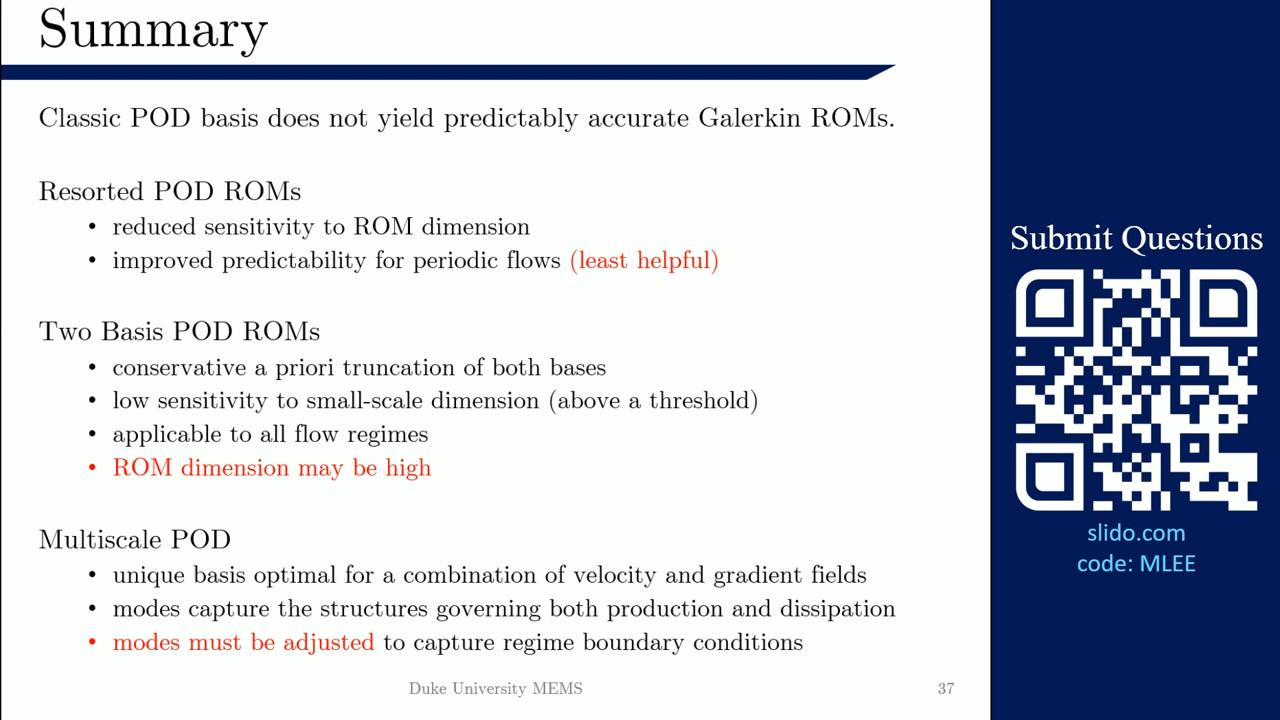 Summary
Classic POD basis does not yield predictably accurate Galerkin ROMs.
Resorted POD ROMs
• reduced sensitivity to ROM dimension
• improved predictability for periodic flows (least helpful)
Two Basis POD ROMs
• conservative a priori truncation of both bases
• low sensitivity to small-scale dimension (above a threshold)
• applicable to all flow regimes
• ROM dimension may be high
Multiscale POD
• unique basis optimal for a combination of velocity and gradient fields
• modes capture the structures governing both production and dissipation
• modes must be adjusted to capture regime boundary conditions
Duke University MEMS
37
Submit Questions
slido.com
code: MLEE